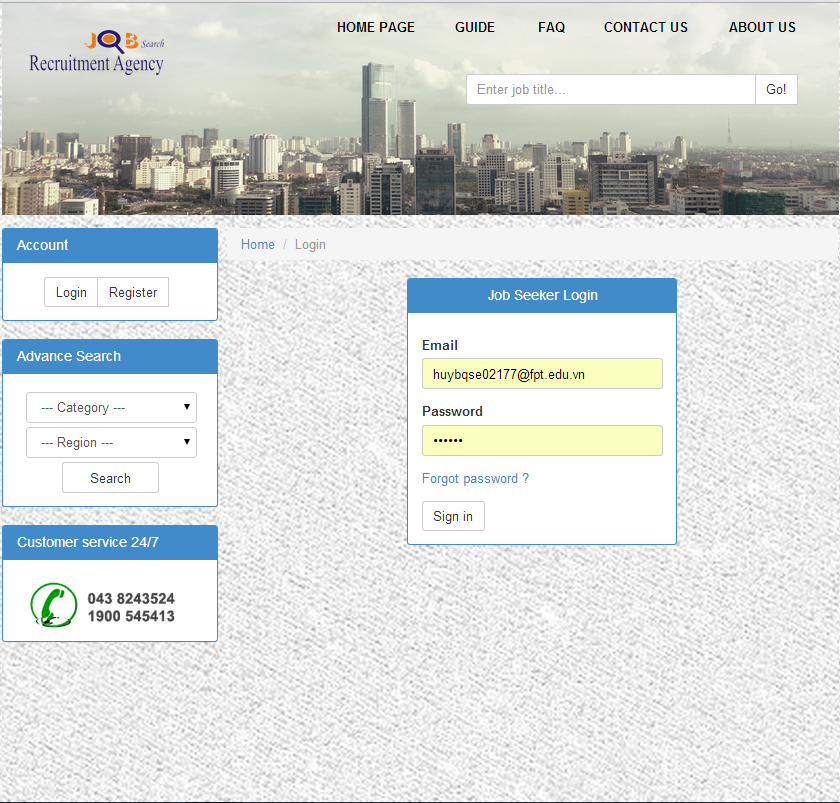 HOME PAGE GUIDE FAQ CONTACT US ABOUT US
JOB Search
Recruitment Agency
Enter job title... Go!
Account
Login Register
Advance Search
--- Category ---
--- Region ---
Search
Customer service 24/7
043 8243524
1900 545413
Home / Login
Job Seeker Login
Email
huybqse02177@fpt.edu.vn
Password
••••••
Forgot password ?
Sign in